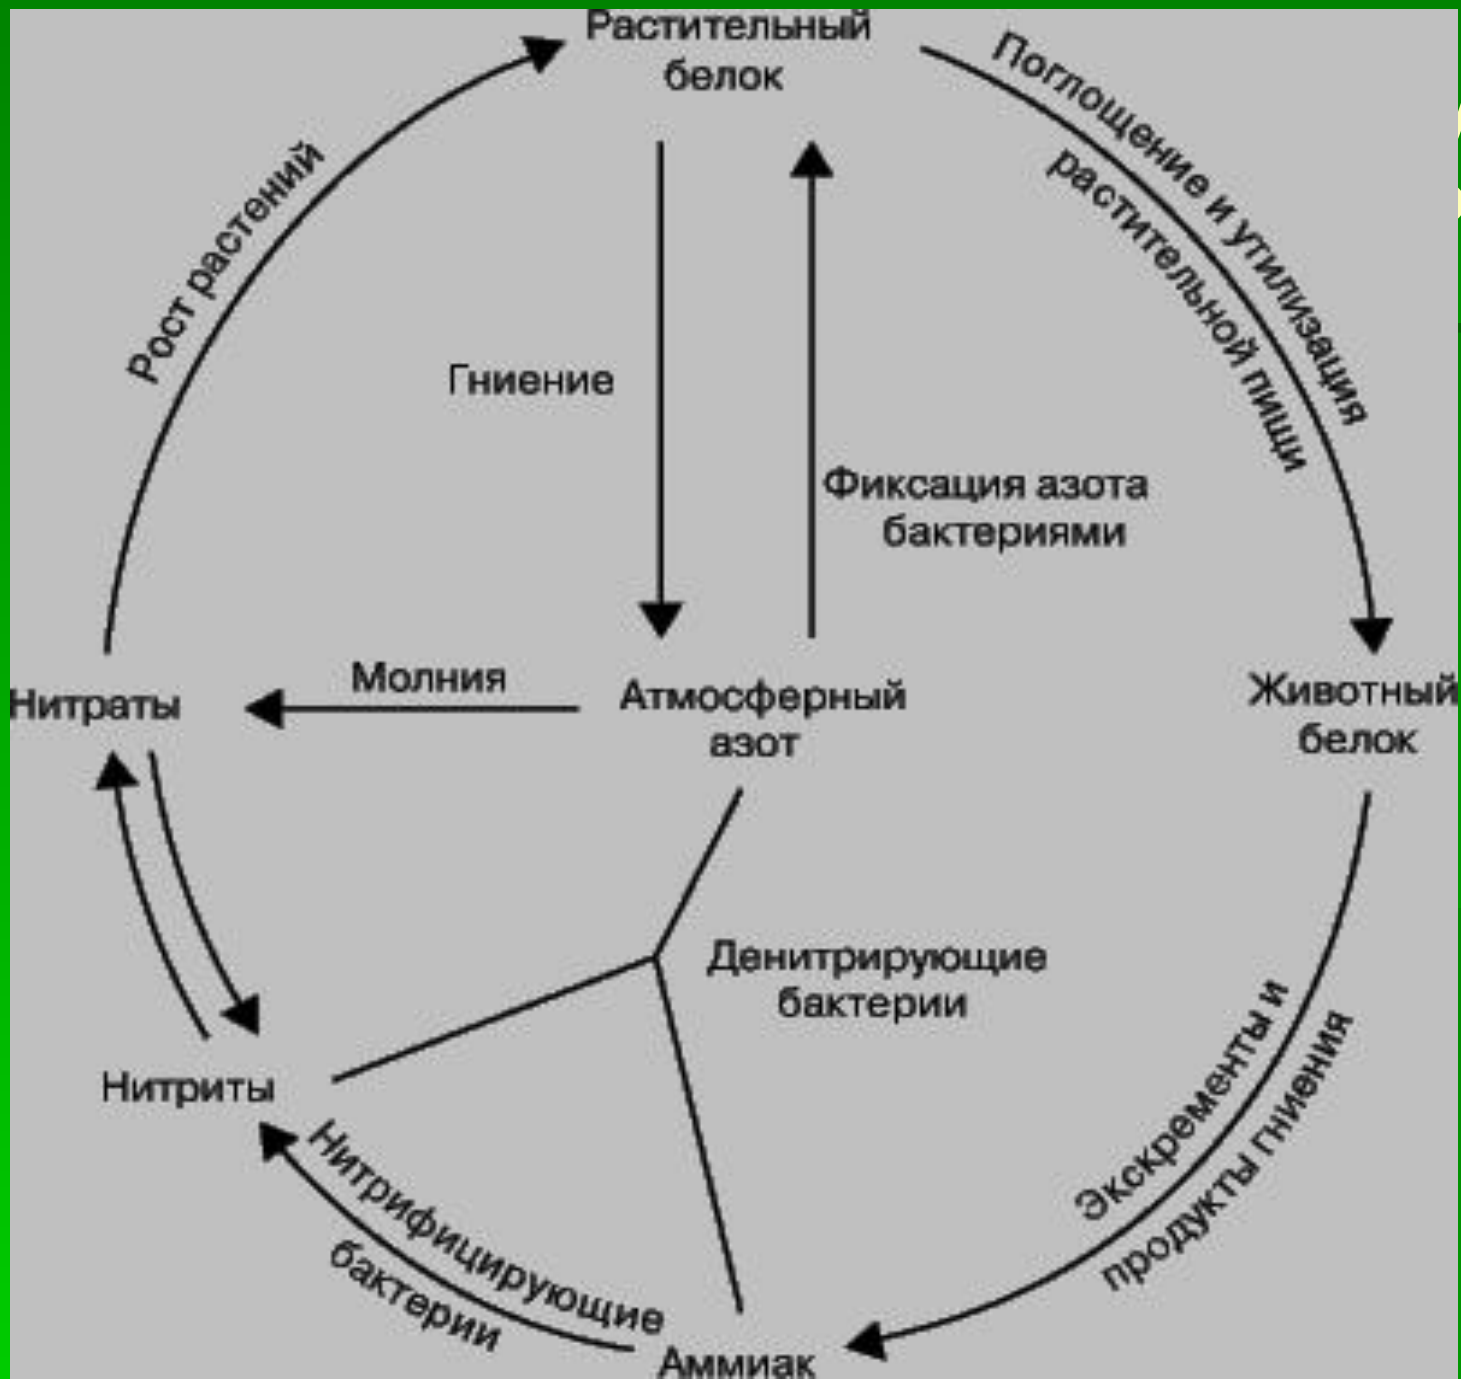 Растительный
белок
Поглощение и утилизация
растительной пищи
Рост растений
Гниение
Фиксация азота
бактериями
Молния
Нитраты
Атмосферный
азот
Животный
белок
Денитрирующие
бактерии
Экскременты и
продукты гниения
Нитриты
Нитрифицирующие
бактерии
Аммиак